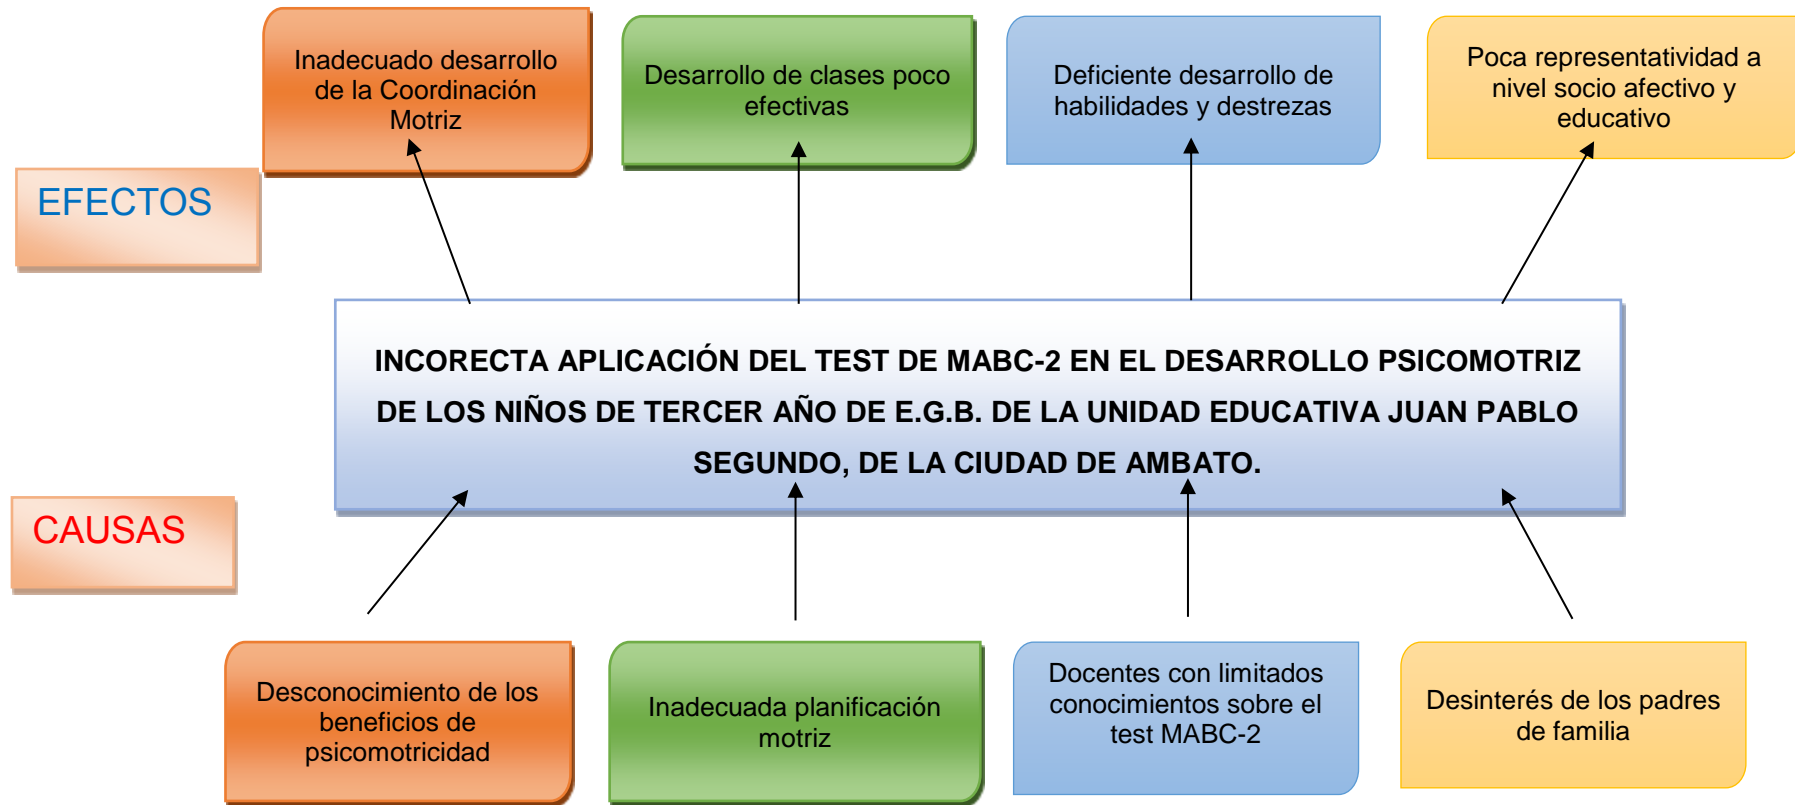 Inadecuado desarrollo
de la Coordinación
Motriz
Desarrollo de clases poco
efectivas
Deficiente desarrollo de
habilidades y destrezas
Poca representatividad a
nivel socio afectivo y
educativo
EFECTOS
INCORECTA APLICACIÓN DEL TEST DE MABC-2 EN EL DESARROLLO PSICOMOTRIZ
DE LOS NIÑOS DE TERCER AÑO DE E.G.B. DE LA UNIDAD EDUCATIVA JUAN PABLO
SEGUNDO, DE LA CIUDAD DE AMBATO.
CAUSAS
Desconocimiento de los
beneficios de
psicomotricidad
Inadecuada planificación
motriz
Docentes con limitados
conocimientos sobre el
test MABC-2
Desinterés de los padres
de familia